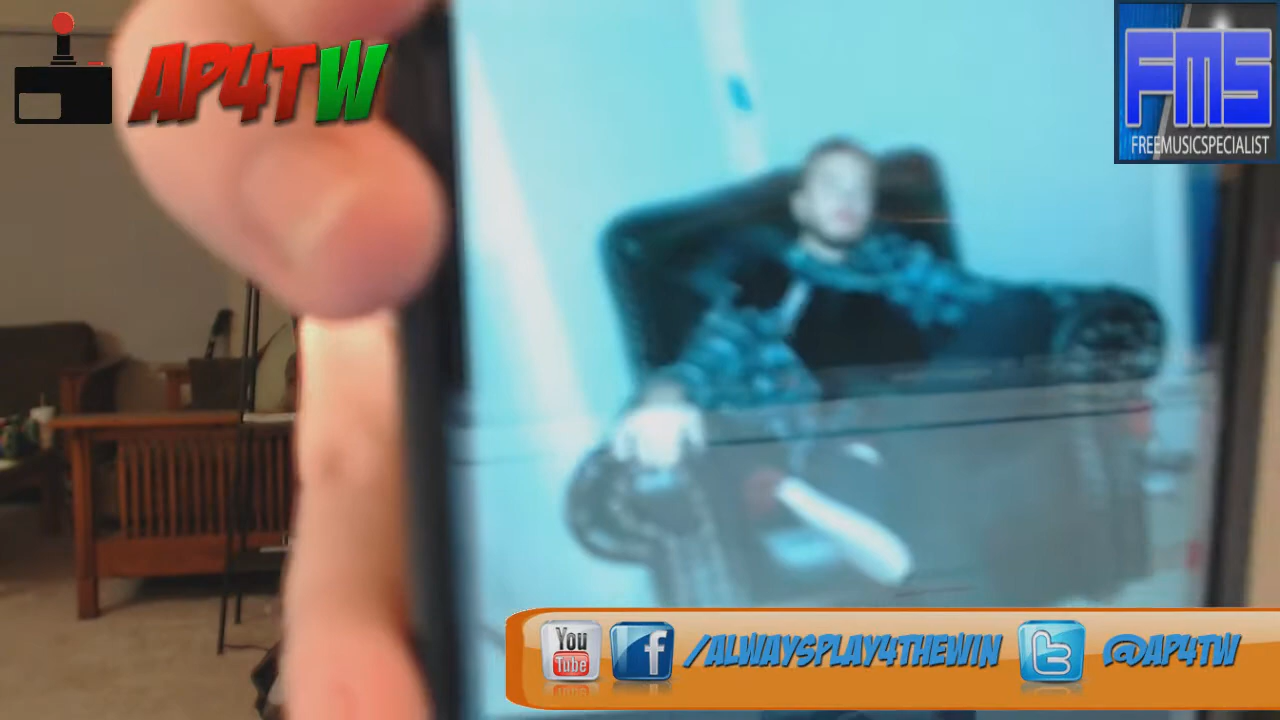 AP4TW
FMS
FREEMUSICSPECIALIST
You
Tube
f
/ALWAYSPLAY4THEWIN
@AP4TW